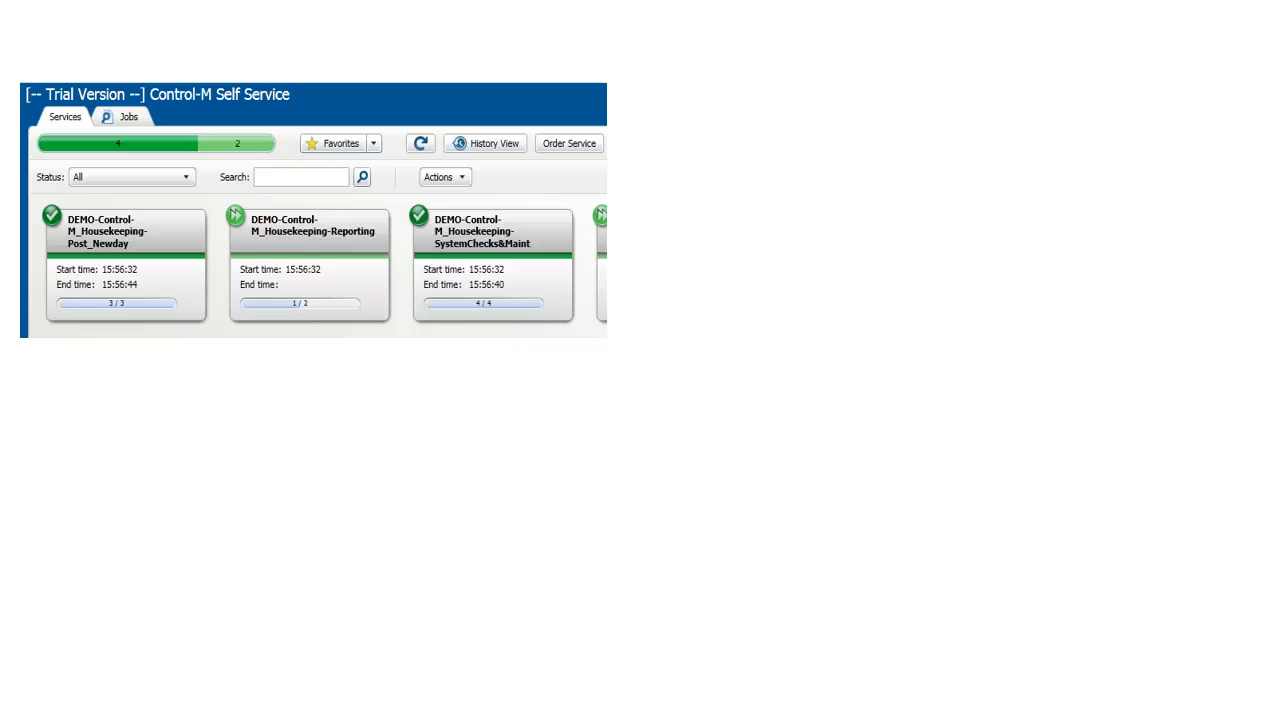 [-- Trial Version --] Control-M Self Service
Services Jobs
4 2 Favorites History View Order Service
Status: All Search: Actions
DEMO-Control-
M_Housekeeping-
Post_Newday
Start time: 15:56:32
End time: 15:56:44
3 / 3
DEMO-Control-
M_Housekeeping-Reporting
Start time: 15:56:32
End time:
1 / 2
DEMO-Control-
M_Housekeeping-
SystemChecks&Maint
Start time: 15:56:32
End time: 15:56:40
4 / 4